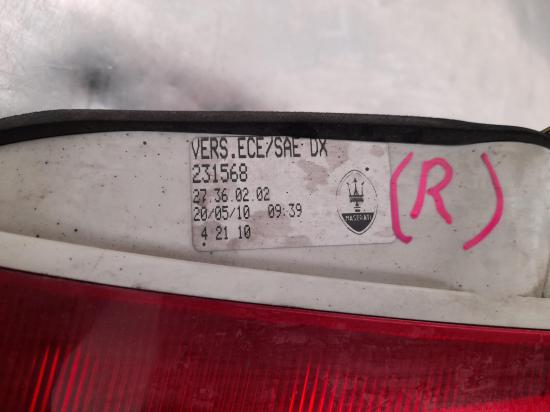 VERS.ECE/SAE DX
231568
27.36.02.02
20/05/10 09:39
4 21 10
MASERATI
(R)